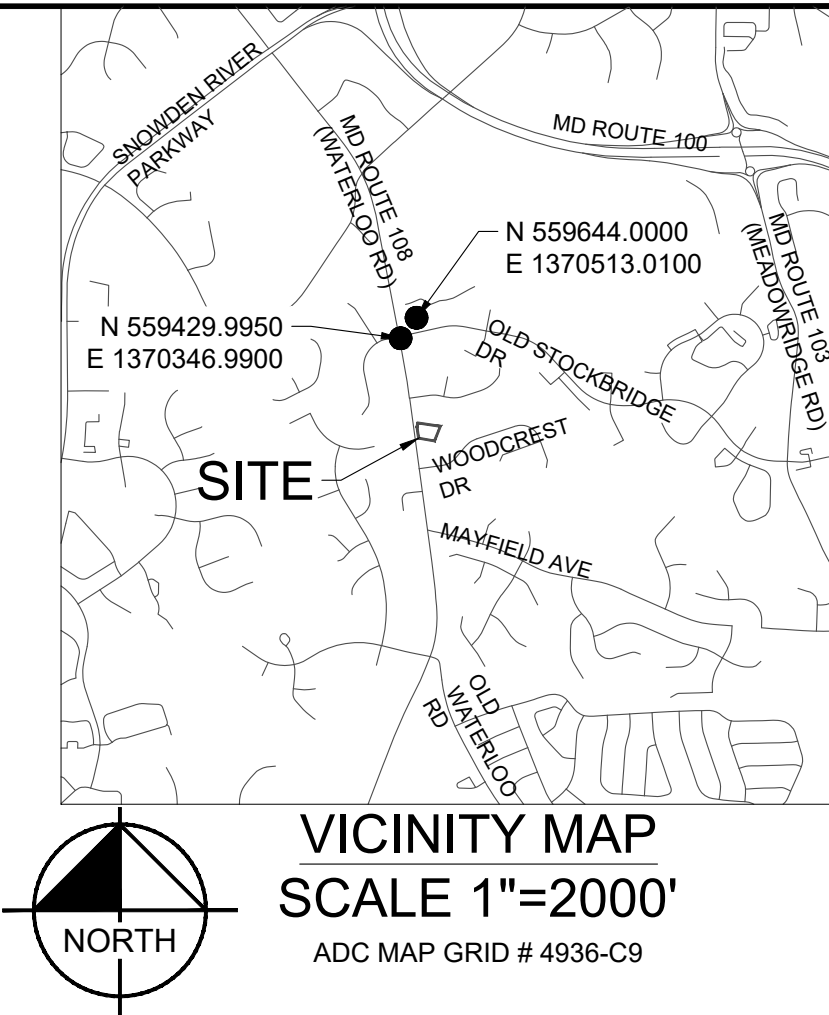 SNOWDEN RIVER
PARKWAY
MD ROUTE 108
(WATERLOO RD)
MD ROUTE 100
MD ROUTE 103
(MEADOWRIDGE RD)
N 559644.0000
E 1370513.0100
N 559429.9950
E 1370346.9900
OLD STOCKBRIDGE
DR
SITE
WOODCREST
DR
MAYFIELD AVE
OLD
WATERLOO
RD
VICINITY MAP
SCALE 1"=2000'
ADC MAP GRID # 4936-C9
NORTH